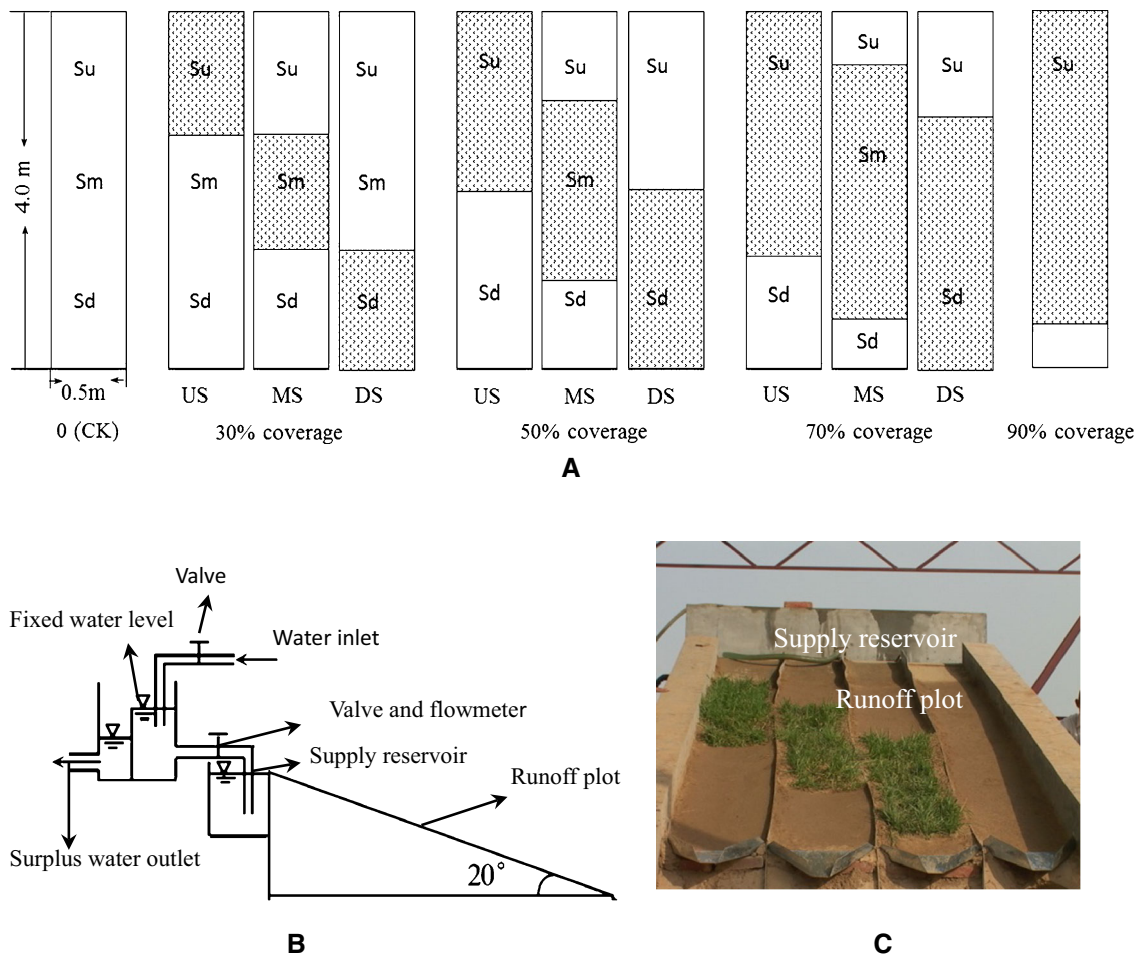 4.0 m
Su
Sm
Sd
0.5m
0 (CK)
Su
Sm
Sd
US
Su
Sm
Sd
MS
Su
Sm
Sd
DS
30% coverage
Su
Sd
US
Su
Sm
Sd
MS
Su
Sd
DS
50% coverage
Su
Sd
US
Su
Sm
Sd
MS
Su
Sd
DS
70% coverage
Su
90% coverage
A
Valve
Fixed water level
Water inlet
Valve and flowmeter
Supply reservoir
Runoff plot
Surplus water outlet
20°
B
Supply reservoir
Runoff plot
C